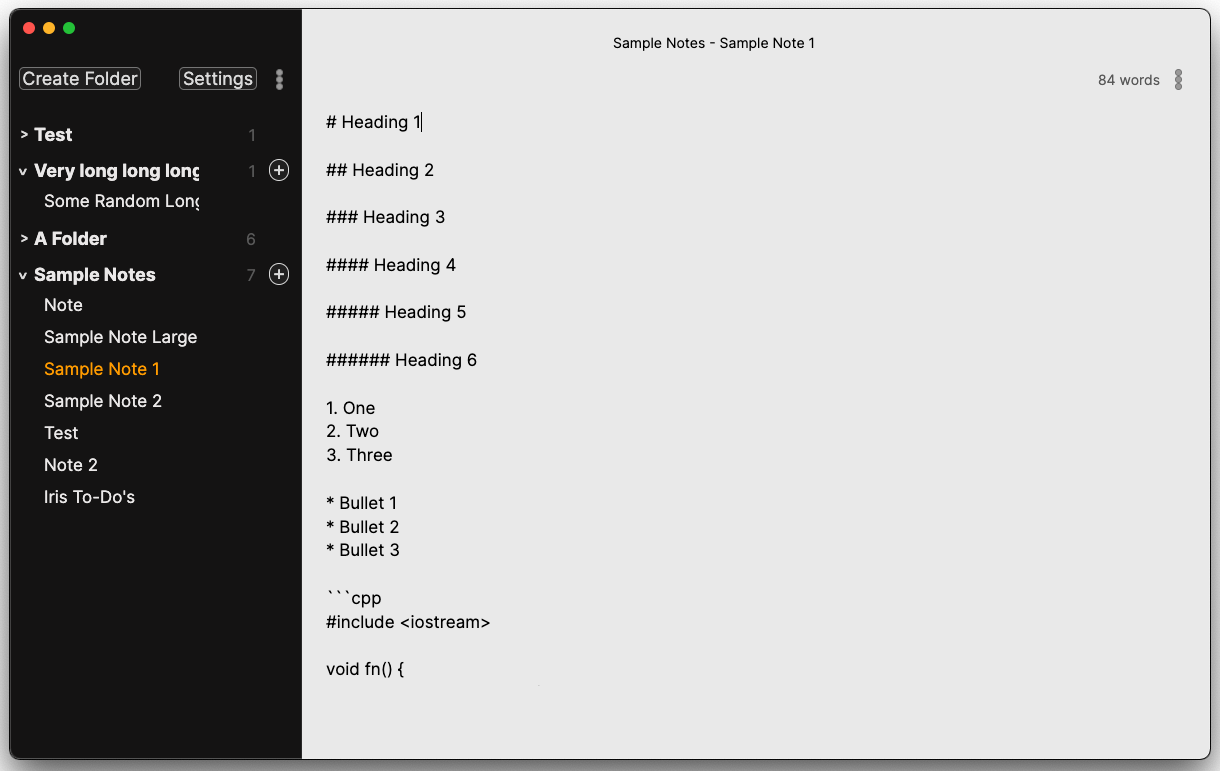 Create Folder Settings
> Test 1
v Very long long long 1 +
Some Random Long
> A Folder 6
v Sample Notes 7 +
Note
Sample Note Large
Sample Note 1
Sample Note 2
Test
Note 2
Iris To-Do's
Sample Notes - Sample Note 1
84 words
# Heading 1
## Heading 2
### Heading 3
#### Heading 4
##### Heading 5
###### Heading 6
1. One
2. Two
3. Three
* Bullet 1
* Bullet 2
* Bullet 3
```cpp
#include <iostream>
void fn() {